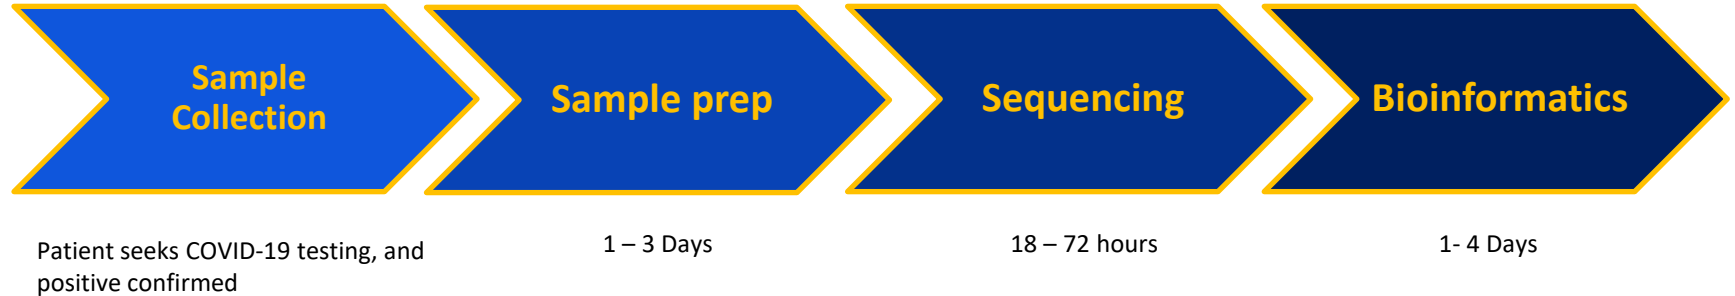 Sample
Collection
Sample prep
Sequencing
Bioinformatics
Patient seeks COVID-19 testing, and
positive confirmed
1 – 3 Days
18 – 72 hours
1- 4 Days